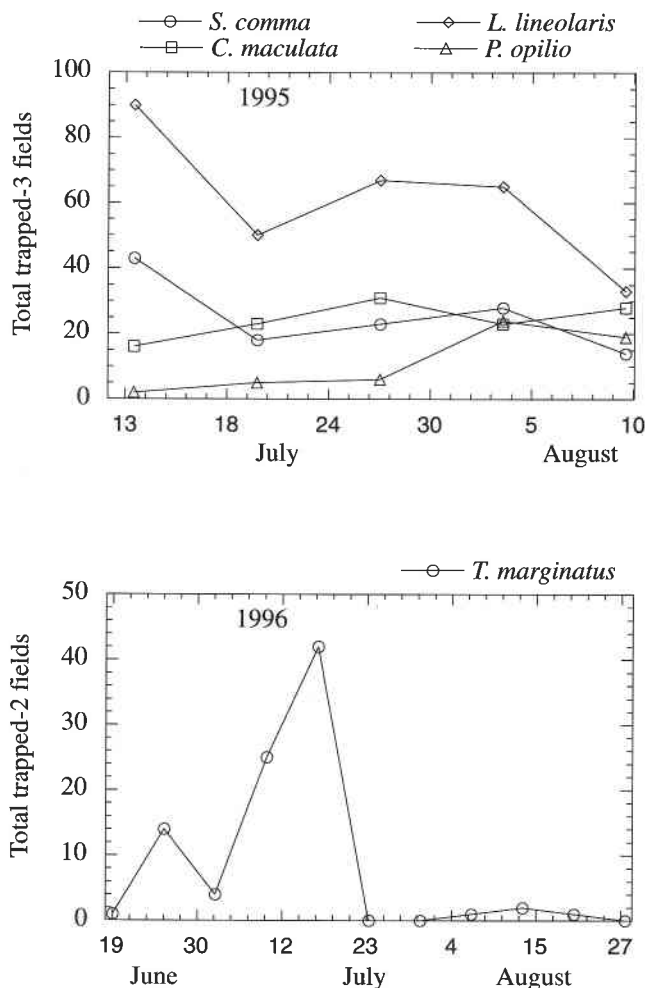 S. comma L. lineolaris
C. maculata P. opilio
100
1995
80
60
40
20
0
Total trapped-3 fields
13 18 24 30 5 10
July August
T. marginatus
50
1996
40
30
20
10
0
Total trapped-2 fields
19 30 12 23 4 15 27
June July August